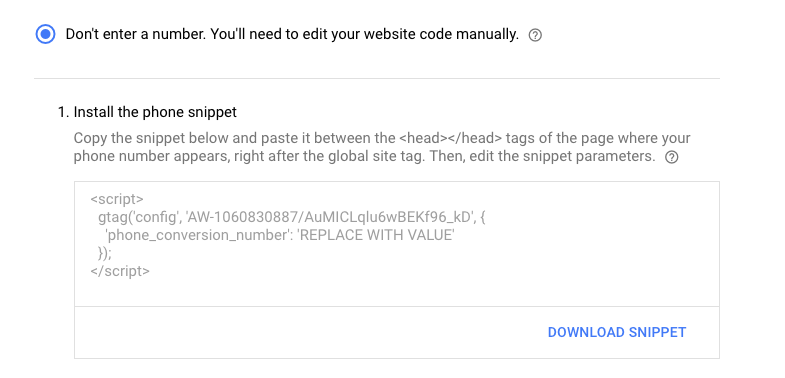 Don't enter a number. You'll need to edit your website code manually.
1. Install the phone snippet
Copy the snippet below and paste it between the <head></head> tags of the page where your
phone number appears, right after the global site tag. Then, edit the snippet parameters.
<script>
gtag('config', 'AW-1060830887/AuMICLqlu6wBEKf96_kD', {
'phone_conversion_number': 'REPLACE WITH VALUE'
});
</script>
DOWNLOAD SNIPPET